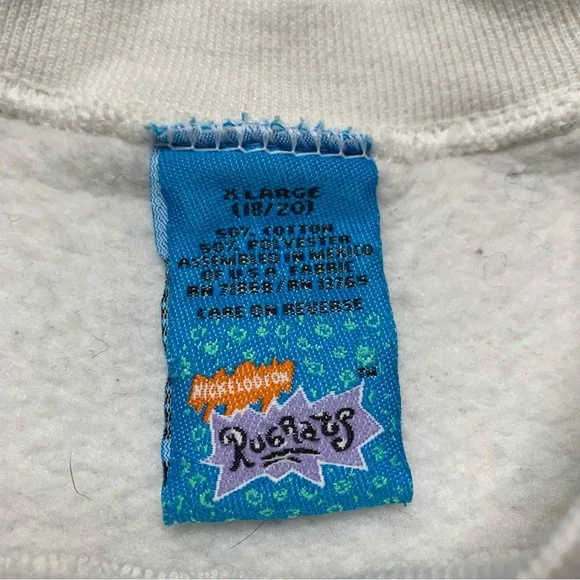 X LARGE
(18/20)
50% COTTON
50% POLYESTER
ASSEMBLED IN MEXICO
OF U.S.A. FABRIC
RN 71868 / RN 13765
CARE ON REVERSE
NICKELODEON
RUGRATS ™